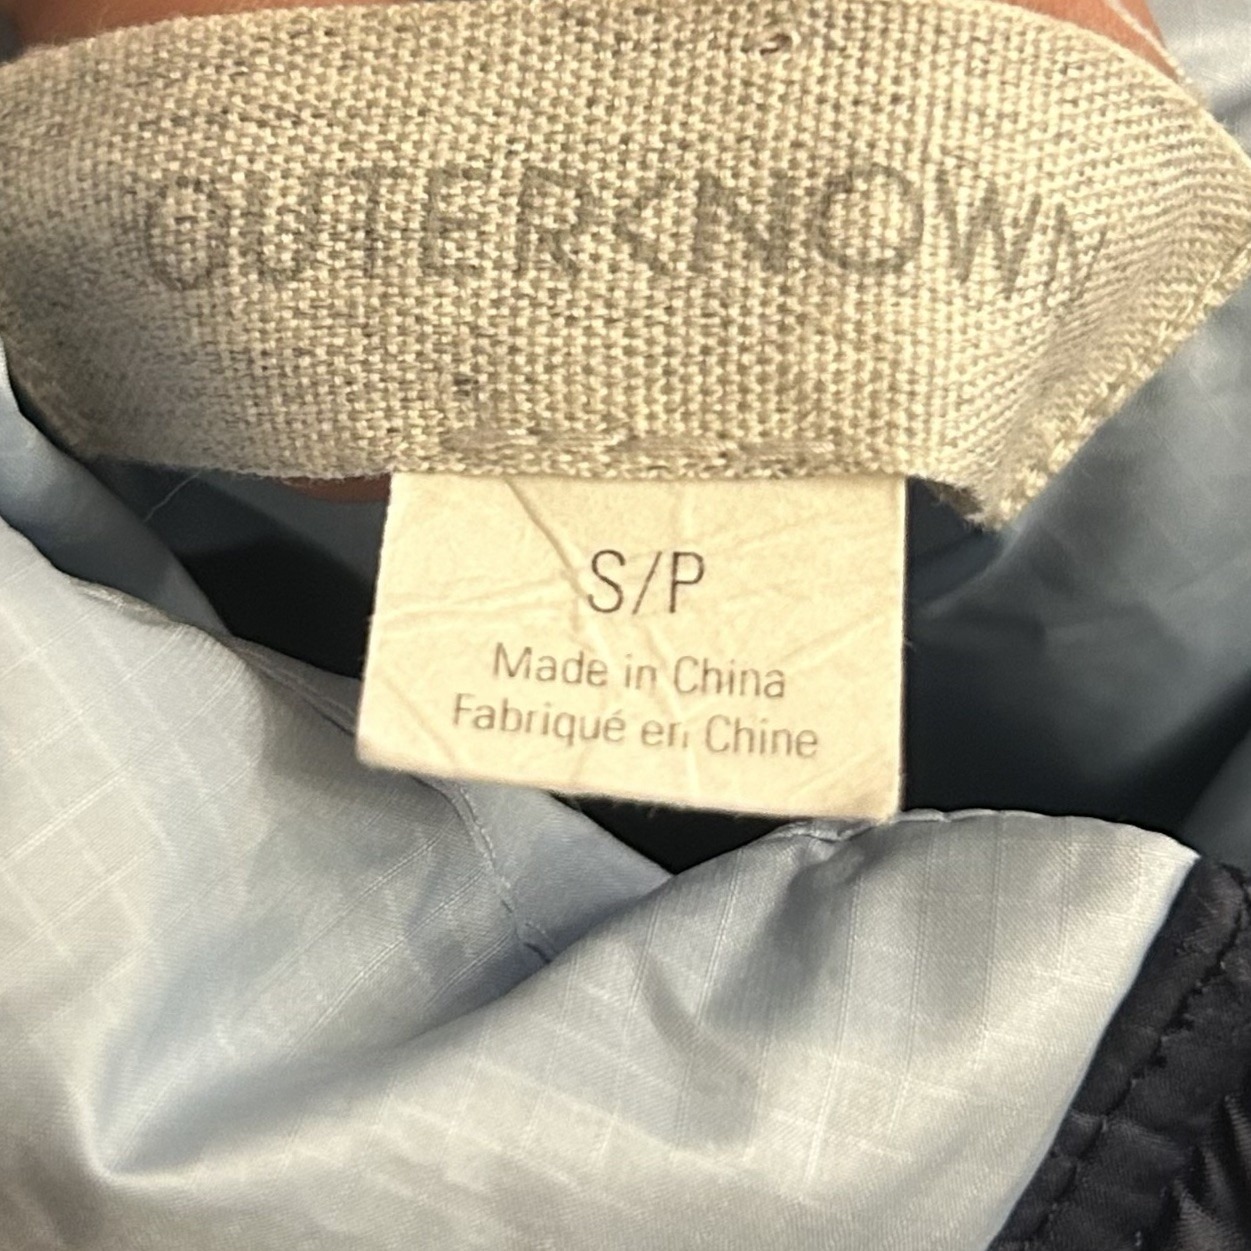 OUTERKNOWN
S/P
Made in China
Fabriqué en Chine